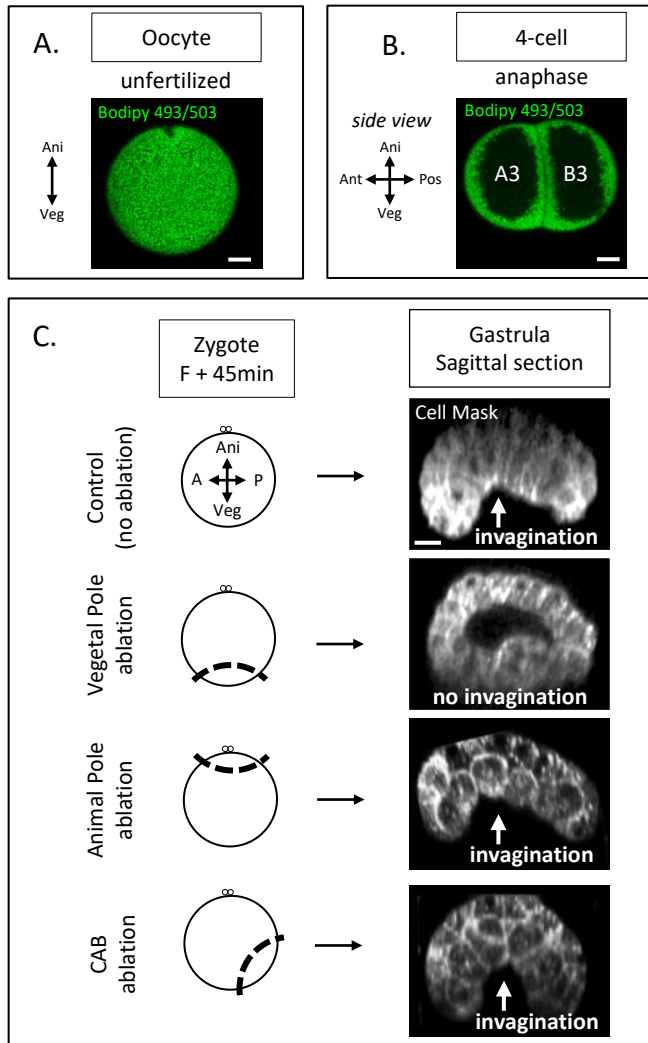 A.
Oocyte
unfertilized
Bodipy 493/503
Ani
Veg
B.
4-cell
anaphase
side view
Bodipy 493/503
Ani
Ant
Pos
Veg
A3
B3
C.
Zygote
F + 45min
Gastrula
Sagittal section
Control
(no ablation)
Ani
A
P
Veg
Cell Mask
invagination
Vegetal Pole
ablation
no invagination
Animal Pole
ablation
invagination
CAB
ablation
invagination